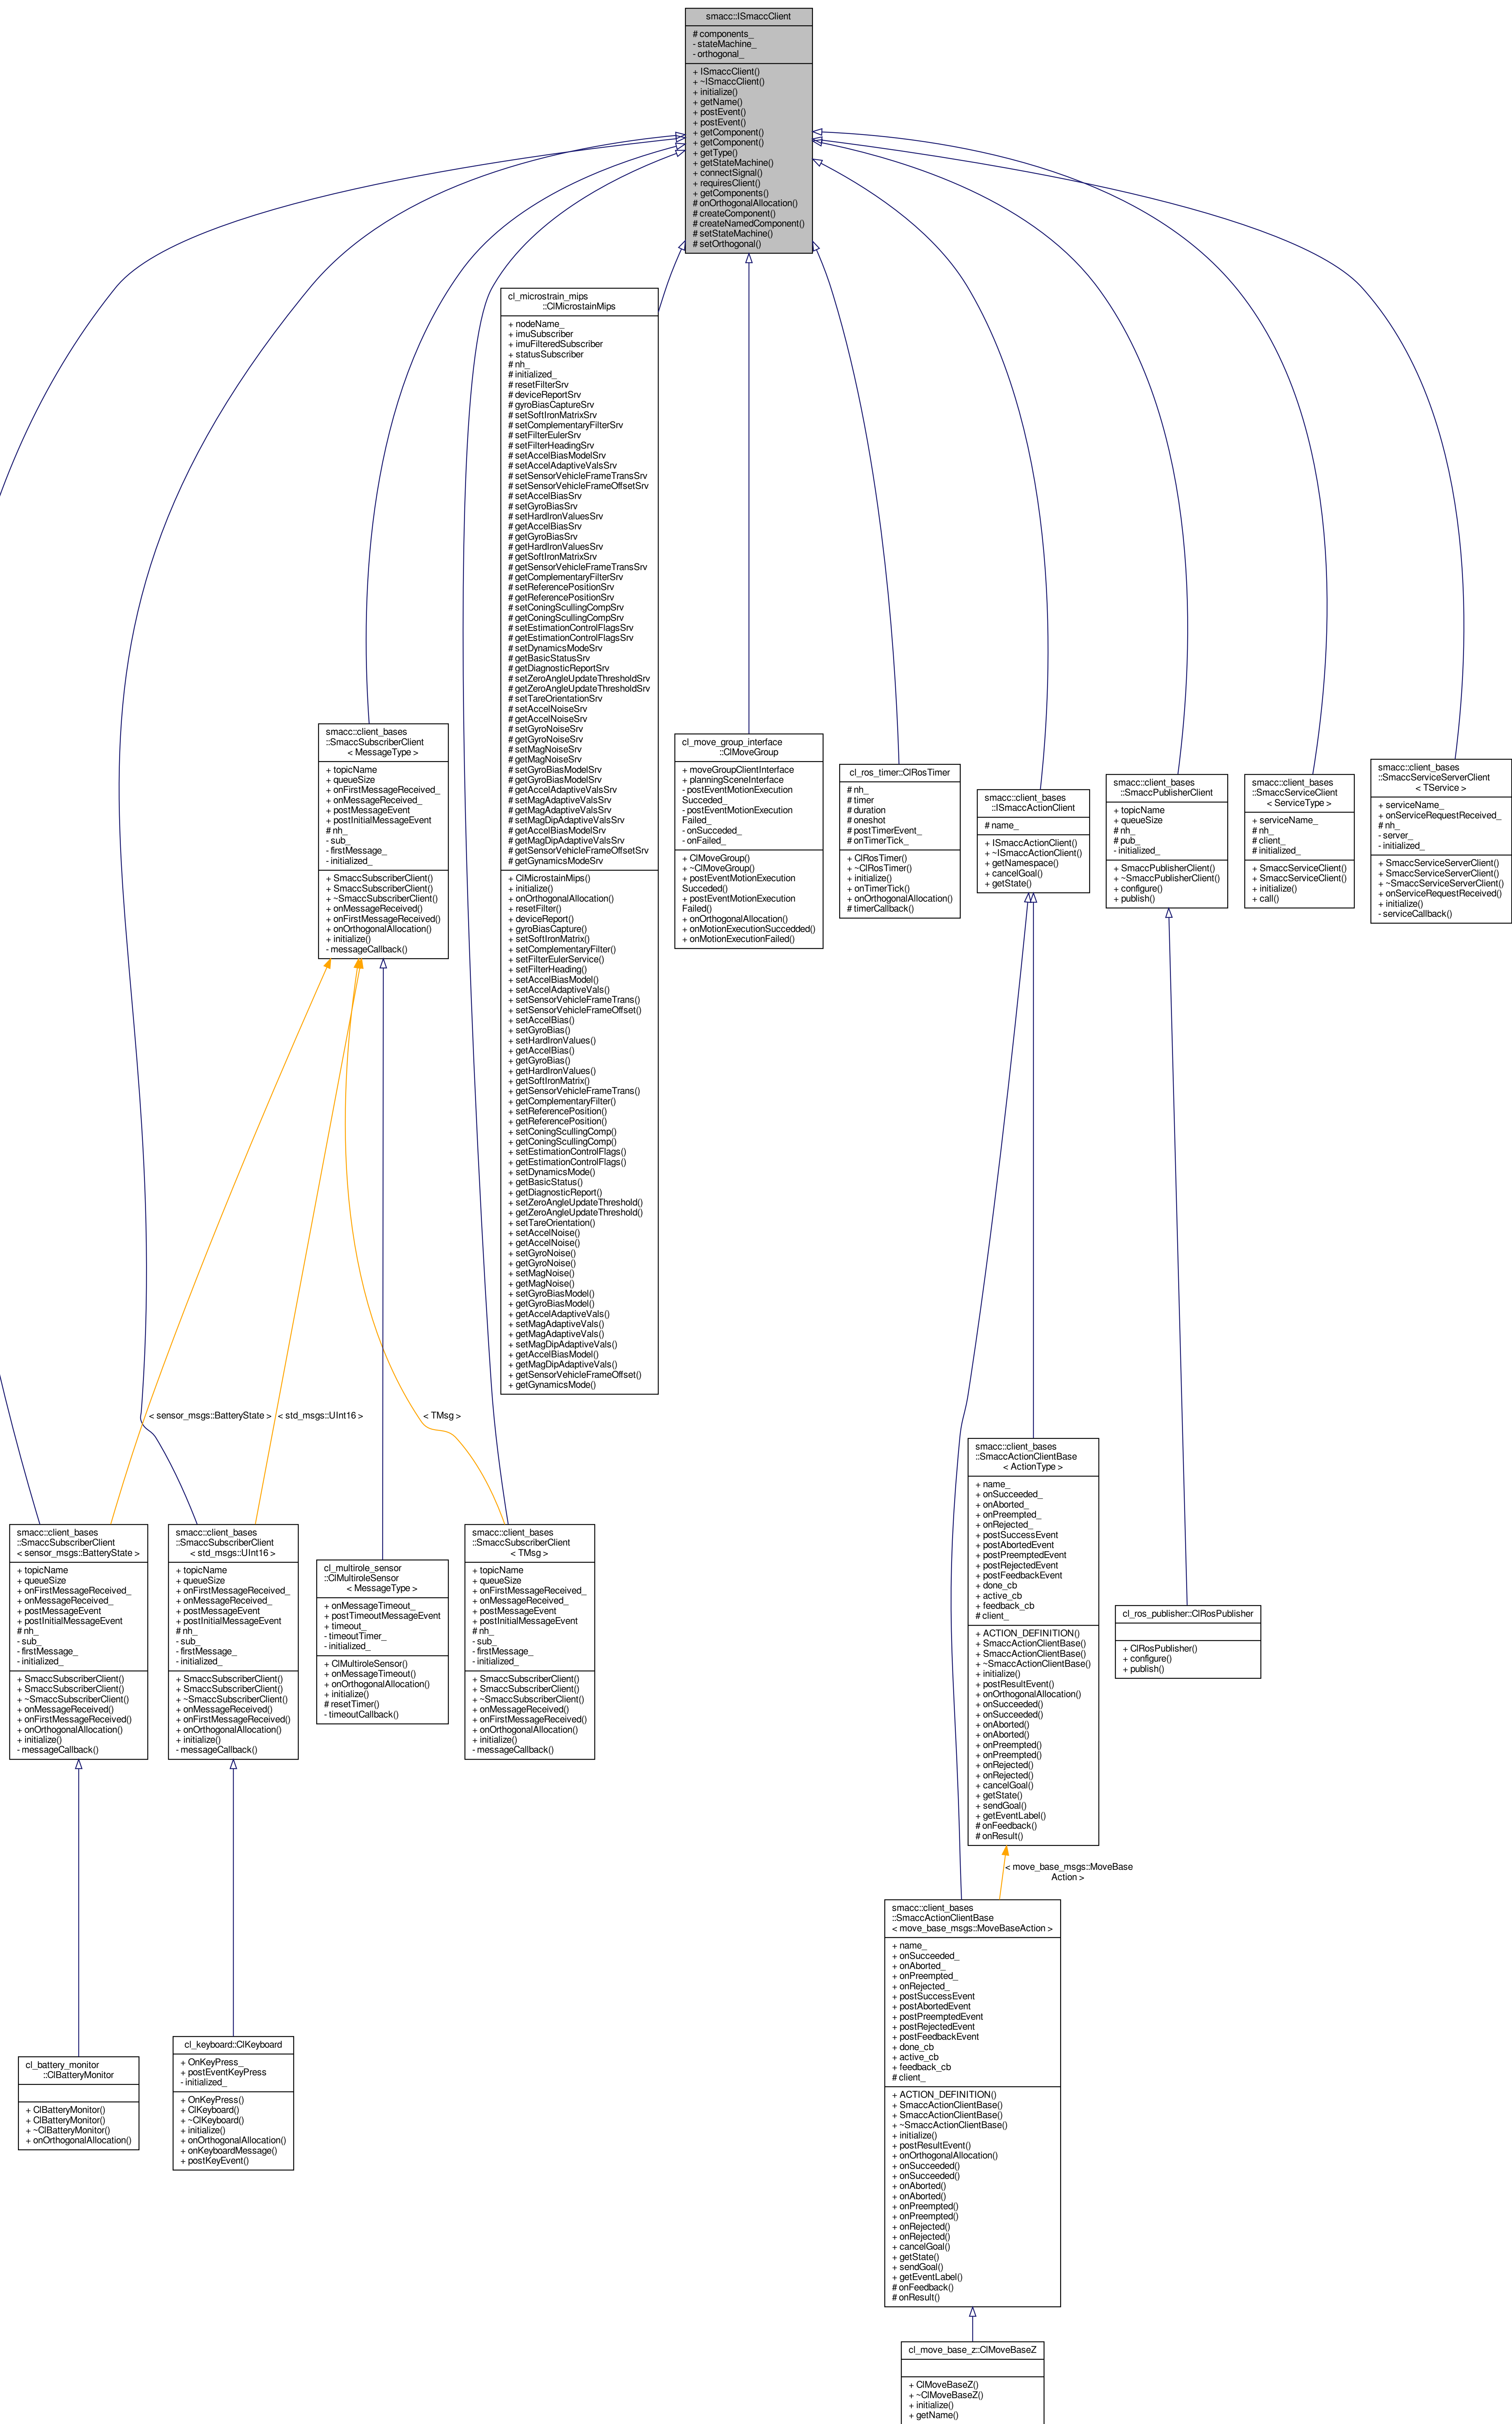 smacc::ISmaccClient
# components_
- stateMachine_
- orthogonal_
+ ISmaccClient()
+ ~ISmaccClient()
+ initialize()
+ getName()
+ postEvent()
+ postEvent()
+ getComponent()
+ getComponent()
+ getType()
+ getStateMachine()
+ connectSignal()
+ requiresClient()
+ getComponents()
# onOrthogonalAllocation()
# createComponent()
# createNamedComponent()
# setStateMachine()
# setOrthogonal()
cl_microstrain_mips
::ClMicrostainMips
+ nodeName_
+ imuSubscriber
+ imuFilteredSubscriber
+ statusSubscriber
# nh_
# initialized_
# resetFilterSrv
# deviceReportSrv
# gyroBiasCaptureSrv
# setSoftIronMatrixSrv
# setComplementaryFilterSrv
# setFilterEulerSrv
# setFilterHeadingSrv
# setAccelBiasModelSrv
# setAccelAdaptiveValsSrv
# setSensorVehicleFrameTransSrv
# setSensorVehicleFrameOffsetSrv
# setAccelBiasSrv
# setGyroBiasSrv
# setHardIronValuesSrv
# getAccelBiasSrv
# getGyroBiasSrv
# getHardIronValuesSrv
# getSoftIronMatrixSrv
# getSensorVehicleFrameTransSrv
# getComplementaryFilterSrv
# setReferencePositionSrv
# getReferencePositionSrv
# setConingScullingCompSrv
# getConingScullingCompSrv
# setEstimationControlFlagsSrv
# getEstimationControlFlagsSrv
# setDynamicsModeSrv
# getBasicStatusSrv
# getDiagnosticReportSrv
# setZeroAngleUpdateThresholdSrv
# getZeroAngleUpdateThresholdSrv
# setTareOrientationSrv
# setAccelNoiseSrv
# getAccelNoiseSrv
# setGyroNoiseSrv
# getGyroNoiseSrv
# setMagNoiseSrv
# getMagNoiseSrv
# setGyroBiasModelSrv
# getGyroBiasModelSrv
# getAccelAdaptiveValsSrv
# setMagAdaptiveValsSrv
# getMagAdaptiveValsSrv
# setMagDipAdaptiveValsSrv
# getAccelBiasModelSrv
# getMagDipAdaptiveValsSrv
# getSensorVehicleFrameOffsetSrv
# getGynamicsModeSrv
+ ClMicrostainMips()
+ initialize()
+ onOrthogonalAllocation()
+ resetFilter()
+ deviceReport()
+ gyroBiasCapture()
+ setSoftIronMatrix()
+ setComplementaryFilter()
+ setFilterEulerService()
+ setFilterHeading()
+ setAccelBiasModel()
+ setAccelAdaptiveVals()
+ setSensorVehicleFrameTrans()
+ setSensorVehicleFrameOffset()
+ setAccelBias()
+ setGyroBias()
+ setHardIronValues()
+ getAccelBias()
+ getGyroBias()
+ getHardIronValues()
+ getSoftIronMatrix()
+ getSensorVehicleFrameTrans()
+ getComplementaryFilter()
+ setReferencePosition()
+ getReferencePosition()
+ setConingScullingComp()
+ getConingScullingComp()
+ setEstimationControlFlags()
+ getEstimationControlFlags()
+ setDynamicsMode()
+ getBasicStatus()
+ getDiagnosticReport()
+ setZeroAngleUpdateThreshold()
+ getZeroAngleUpdateThreshold()
+ setTareOrientation()
+ setAccelNoise()
+ getAccelNoise()
+ setGyroNoise()
+ getGyroNoise()
+ setMagNoise()
+ getMagNoise()
+ setGyroBiasModel()
+ getGyroBiasModel()
+ getAccelAdaptiveVals()
+ setMagAdaptiveVals()
+ getMagAdaptiveVals()
+ setMagDipAdaptiveVals()
+ getAccelBiasModel()
+ getMagDipAdaptiveVals()
+ getSensorVehicleFrameOffset()
+ getGynamicsMode()
smacc::client_bases
::SmaccSubscriberClient
< MessageType >
+ topicName
+ queueSize
+ onFirstMessageReceived_
+ onMessageReceived_
+ postMessageEvent
+ postInitialMessageEvent
# nh_
- sub_
- firstMessage_
- initialized_
+ SmaccSubscriberClient()
+ SmaccSubscriberClient()
+ ~SmaccSubscriberClient()
+ onMessageReceived()
+ onFirstMessageReceived()
+ onOrthogonalAllocation()
+ initialize()
- messageCallback()
cl_move_group_interface
::ClMoveGroup
+ moveGroupClientInterface
+ planningSceneInterface
- postEventMotionExecution
Succeded_
- postEventMotionExecution
Failed_
- onSucceded_
- onFailed_
+ ClMoveGroup()
+ ~ClMoveGroup()
+ postEventMotionExecution
Succeded()
+ postEventMotionExecution
Failed()
+ onOrthogonalAllocation()
+ onMotionExecutionSuccedded()
+ onMotionExecutionFailed()
cl_ros_timer::ClRosTimer
# nh_
# timer
# duration
# oneshot
# postTimerEvent_
# onTimerTick_
+ ClRosTimer()
+ ~ClRosTimer()
+ initialize()
+ onTimerTick()
+ onOrthogonalAllocation()
# timerCallback()
smacc::client_bases
::ISmaccActionClient
# name_
+ ISmaccActionClient()
+ ~ISmaccActionClient()
+ getNamespace()
+ cancelGoal()
+ getState()
smacc::client_bases
::SmaccPublisherClient
+ topicName
+ queueSize
# nh_
# pub_
- initialized_
+ SmaccPublisherClient()
+ ~SmaccPublisherClient()
+ configure()
+ publish()
smacc::client_bases
::SmaccServiceClient
< ServiceType >
+ serviceName_
# nh_
# client_
# initialized_
+ SmaccServiceClient()
+ SmaccServiceClient()
+ initialize()
+ call()
smacc::client_bases
::SmaccServiceServerClient
< TService >
+ serviceName_
+ onServiceRequestReceived_
# nh_
- server_
- initialized_
+ SmaccServiceServerClient()
+ SmaccServiceServerClient()
+ ~SmaccServiceServerClient()
+ onServiceRequestReceived()
+ initialize()
- serviceCallback()
< sensor_msgs::BatteryState >
< std_msgs::UInt16 >
< TMsg >
smacc::client_bases
::SmaccSubscriberClient
< sensor_msgs::BatteryState >
+ topicName
+ queueSize
+ onFirstMessageReceived_
+ onMessageReceived_
+ postMessageEvent
+ postInitialMessageEvent
# nh_
- sub_
- firstMessage_
- initialized_
+ SmaccSubscriberClient()
+ SmaccSubscriberClient()
+ ~SmaccSubscriberClient()
+ onMessageReceived()
+ onFirstMessageReceived()
+ onOrthogonalAllocation()
+ initialize()
- messageCallback()
smacc::client_bases
::SmaccSubscriberClient
< std_msgs::UInt16 >
+ topicName
+ queueSize
+ onFirstMessageReceived_
+ onMessageReceived_
+ postMessageEvent
+ postInitialMessageEvent
# nh_
- sub_
- firstMessage_
- initialized_
+ SmaccSubscriberClient()
+ SmaccSubscriberClient()
+ ~SmaccSubscriberClient()
+ onMessageReceived()
+ onFirstMessageReceived()
+ onOrthogonalAllocation()
+ initialize()
- messageCallback()
cl_multirole_sensor
::ClMultiroleSensor
< MessageType >
+ onMessageTimeout_
+ postTimeoutMessageEvent
+ timeout_
- timeoutTimer_
- initialized_
+ ClMultiroleSensor()
+ onMessageTimeout()
+ onOrthogonalAllocation()
+ initialize()
# resetTimer()
- timeoutCallback()
smacc::client_bases
::SmaccSubscriberClient
< TMsg >
+ topicName
+ queueSize
+ onFirstMessageReceived_
+ onMessageReceived_
+ postMessageEvent
+ postInitialMessageEvent
# nh_
- sub_
- firstMessage_
- initialized_
+ SmaccSubscriberClient()
+ SmaccSubscriberClient()
+ ~SmaccSubscriberClient()
+ onMessageReceived()
+ onFirstMessageReceived()
+ onOrthogonalAllocation()
+ initialize()
- messageCallback()
smacc::client_bases
::SmaccActionClientBase
< ActionType >
+ name_
+ onSucceeded_
+ onAborted_
+ onPreempted_
+ onRejected_
+ postSuccessEvent
+ postAbortedEvent
+ postPreemptedEvent
+ postRejectedEvent
+ postFeedbackEvent
+ done_cb
+ active_cb
+ feedback_cb
# client_
+ ACTION_DEFINITION()
+ SmaccActionClientBase()
+ SmaccActionClientBase()
+ ~SmaccActionClientBase()
+ initialize()
+ postResultEvent()
+ onOrthogonalAllocation()
+ onSucceeded()
+ onSucceeded()
+ onAborted()
+ onAborted()
+ onPreempted()
+ onPreempted()
+ onRejected()
+ onRejected()
+ cancelGoal()
+ getState()
+ sendGoal()
+ getEventLabel()
# onFeedback()
# onResult()
cl_ros_publisher::ClRosPublisher
+ ClRosPublisher()
+ configure()
+ publish()
< move_base_msgs::MoveBase
Action >
smacc::client_bases
::SmaccActionClientBase
< move_base_msgs::MoveBaseAction >
+ name_
+ onSucceeded_
+ onAborted_
+ onPreempted_
+ onRejected_
+ postSuccessEvent
+ postAbortedEvent
+ postPreemptedEvent
+ postRejectedEvent
+ postFeedbackEvent
+ done_cb
+ active_cb
+ feedback_cb
# client_
+ ACTION_DEFINITION()
+ SmaccActionClientBase()
+ SmaccActionClientBase()
+ ~SmaccActionClientBase()
+ initialize()
+ postResultEvent()
+ onOrthogonalAllocation()
+ onSucceeded()
+ onSucceeded()
+ onAborted()
+ onAborted()
+ onPreempted()
+ onPreempted()
+ onRejected()
+ onRejected()
+ cancelGoal()
+ getState()
+ sendGoal()
+ getEventLabel()
# onFeedback()
# onResult()
cl_battery_monitor
::ClBatteryMonitor
+ ClBatteryMonitor()
+ ClBatteryMonitor()
+ ~ClBatteryMonitor()
+ onOrthogonalAllocation()
cl_keyboard::ClKeyboard
+ OnKeyPress_
+ postEventKeyPress
- initialized_
+ OnKeyPress()
+ ClKeyboard()
+ ~ClKeyboard()
+ initialize()
+ onOrthogonalAllocation()
+ onKeyboardMessage()
+ postKeyEvent()
cl_move_base_z::ClMoveBaseZ
+ ClMoveBaseZ()
+ ~ClMoveBaseZ()
+ initialize()
+ getName()